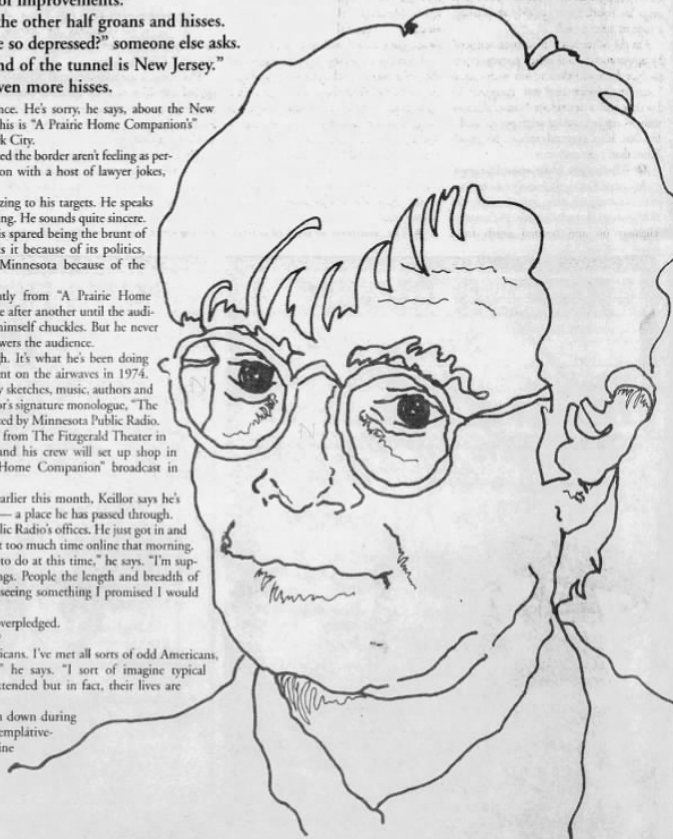 of improvements.
the other half groans and hisses.
e so depressed?" someone else asks.
nd of the tunnel is New Jersey."
ven more hisses.
nce. He's sorry, he says, about the New
his is "A Prairie Home Companion's"
k City.
ed the border aren't feeling as per-
on with a host of lawyer jokes,
zing to his targets. He speaks
ng. He sounds quite sincere.
is spared being the brunt of
s it because of its politics,
Minnesota because of the
tly from "A Prairie Home
e after another until the audi-
himself chuckles. But he never
wers the audience.
h. It's what he's been doing
nt on the airwaves in 1974.
y sketches, music, authors and
or's signature monologue, "The
ted by Minnesota Public Radio.
from The Fitzgerald Theater in
and his crew will set up shop in
Home Companion" broadcast in
earlier this month, Keillor says he's
— a place he has passed through.
lic Radio's offices. He just got in and
t too much time online that morning.
to do at this time," he says. "I'm sup-
ngs. People the length and breadth of
seeing something I promised I would
verpledged.
icans. I've met all sorts of odd Americans,
" he says. "I sort of imagine typical
tended but in fact, their lives are
n down during
emplative-
ine